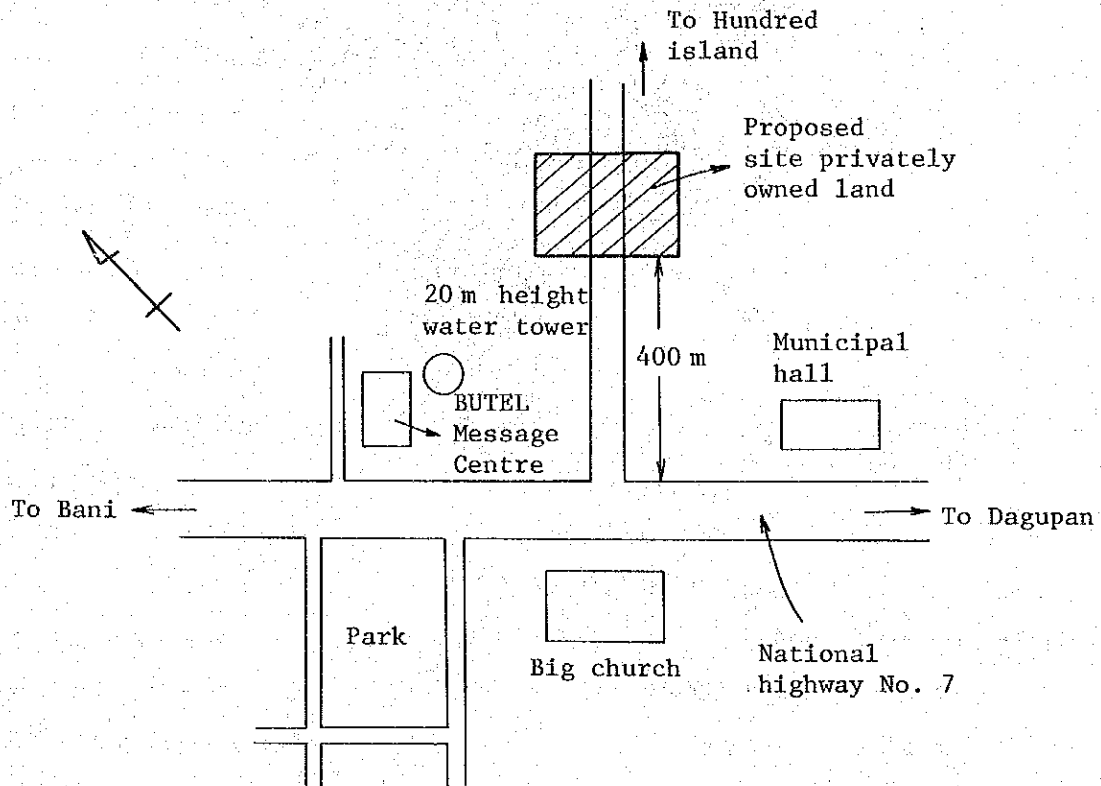 To Hundred
island
Proposed
site privately
owned land
20 m height
water tower
400 m
Municipal
hall
BUTEL
Message
Centre
To Bani
To Dagupan
Park
Big church
National
highway No. 7